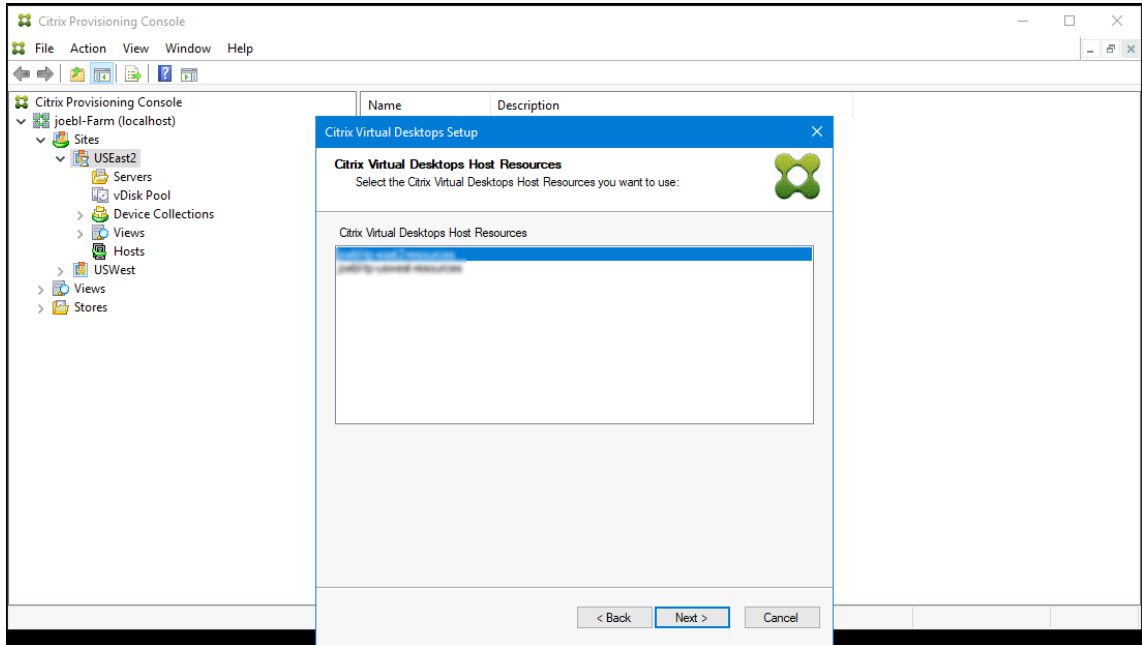 Citrix Provisioning Console
File Action View Window Help
Citrix Provisioning Console
joebl-Farm (localhost)
Sites
USEast2
Servers
vDisk Pool
Device Collections
Views
Hosts
USWest
Views
Stores
Name Description
Citrix Virtual Desktops Setup
Citrix Virtual Desktops Host Resources
Select the Citrix Virtual Desktops Host Resources you want to use:
Citrix Virtual Desktops Host Resources
< Back Next > Cancel